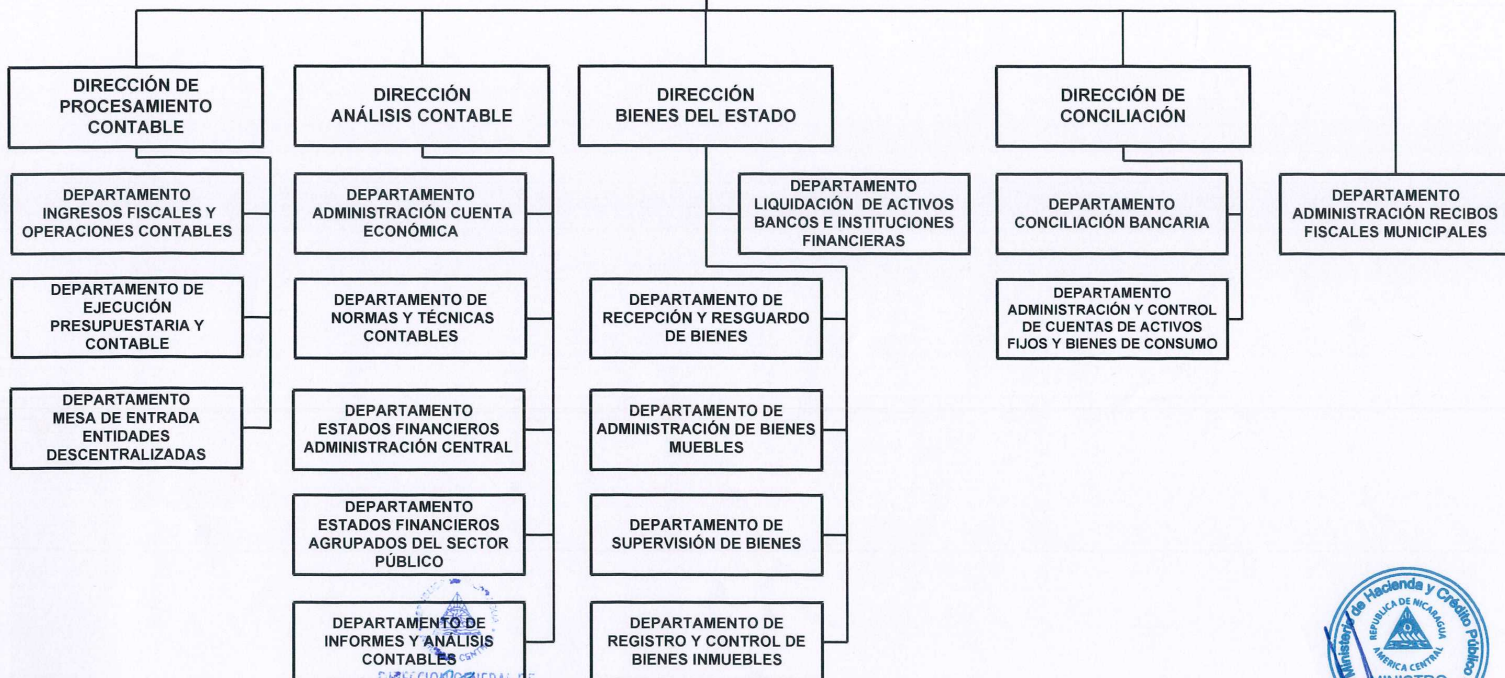 DIRECCIÓN DE
PROCESAMIENTO
CONTABLE
DEPARTAMENTO
INGRESOS FISCALES Y
OPERACIONES CONTABLES
DEPARTAMENTO DE
EJECUCIÓN
PRESUPUESTARIA Y
CONTABLE
DEPARTAMENTO
MESA DE ENTRADA
ENTIDADES
DESCENTRALIZADAS
DIRECCIÓN
ANÁLISIS CONTABLE
DEPARTAMENTO
ADMINISTRACIÓN CUENTA
ECONÓMICA
DEPARTAMENTO DE
NORMAS Y TÉCNICAS
CONTABLES
DEPARTAMENTO
ESTADOS FINANCIEROS
ADMINISTRACIÓN CENTRAL
DEPARTAMENTO
ESTADOS FINANCIEROS
AGRUPADOS DEL SECTOR
PÚBLICO
DEPARTAMENTO DE
INFORMES Y ANÁLISIS
CONTABLES
DIRECCIÓN
BIENES DEL ESTADO
DEPARTAMENTO
LIQUIDACIÓN DE ACTIVOS
BANCOS E INSTITUCIONES
FINANCIERAS
DEPARTAMENTO DE
RECEPCIÓN Y RESGUARDO
DE BIENES
DEPARTAMENTO DE
ADMINISTRACIÓN DE BIENES
MUEBLES
DEPARTAMENTO DE
SUPERVISIÓN DE BIENES
DEPARTAMENTO DE
REGISTRO Y CONTROL DE
BIENES INMUEBLES
DIRECCIÓN DE
CONCILIACIÓN
DEPARTAMENTO
CONCILIACIÓN BANCARIA
DEPARTAMENTO
ADMINISTRACIÓN Y CONTROL
DE CUENTAS DE ACTIVOS
FIJOS Y BIENES DE CONSUMO
DEPARTAMENTO
ADMINISTRACIÓN RECIBOS
FISCALES MUNICIPALES
Ministerio de Hacienda y Crédito Público
REPUBLICA DE NICARAGUA
AMERICA CENTRAL
MINISTRO